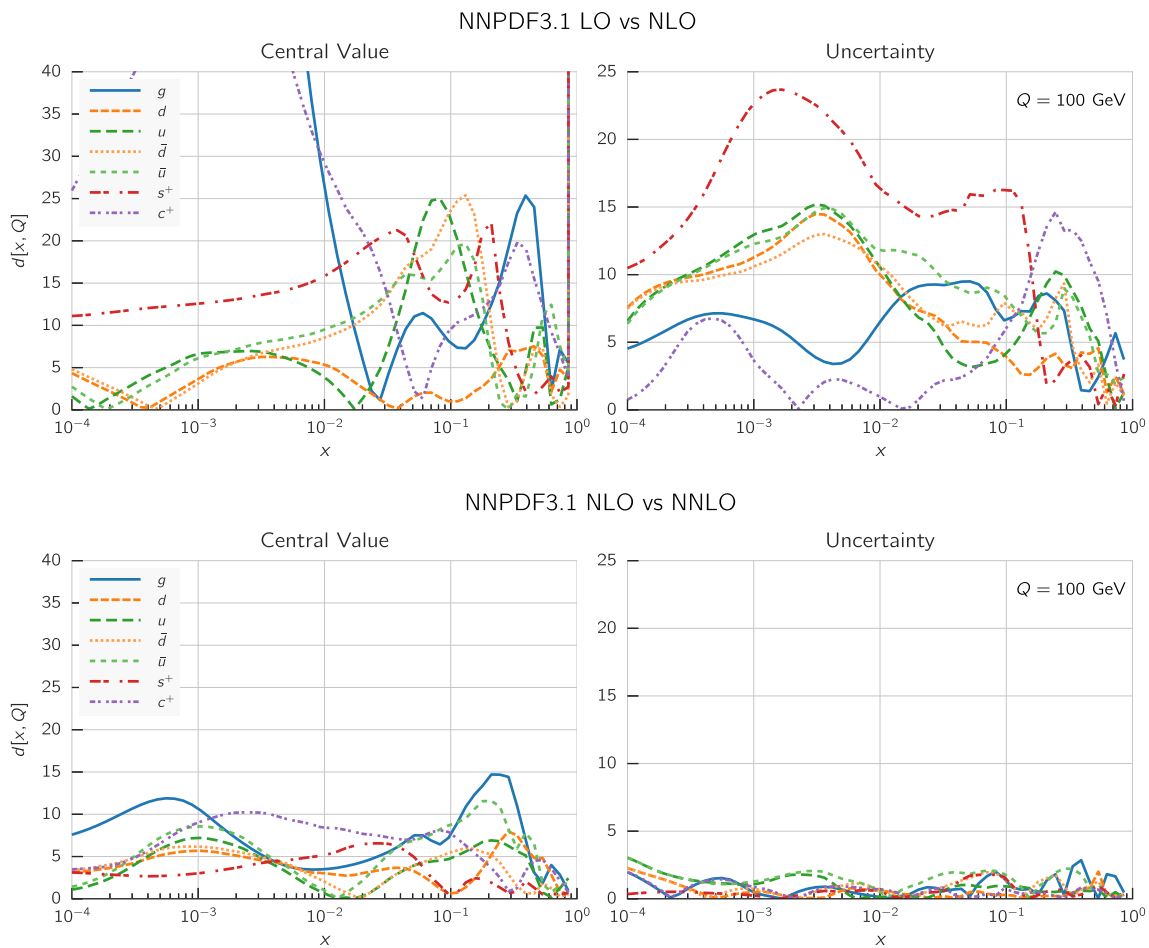 NNPDF3.1 LO vs NLO
Central Value
40
35
30
25
20
15
10
5
0
d[x, Q]
g
d
u
d̄
ū
s⁺
c⁺
10⁻⁴
10⁻³
10⁻²
10⁻¹
10⁰
x
Uncertainty
25
20
15
10
5
0
Q = 100 GeV
10⁻⁴
10⁻³
10⁻²
10⁻¹
10⁰
x
NNPDF3.1 NLO vs NNLO
Central Value
40
35
30
25
20
15
10
5
0
d[x, Q]
g
d
u
d̄
ū
s⁺
c⁺
10⁻⁴
10⁻³
10⁻²
10⁻¹
10⁰
x
Uncertainty
25
20
15
10
5
0
Q = 100 GeV
10⁻⁴
10⁻³
10⁻²
10⁻¹
10⁰
x